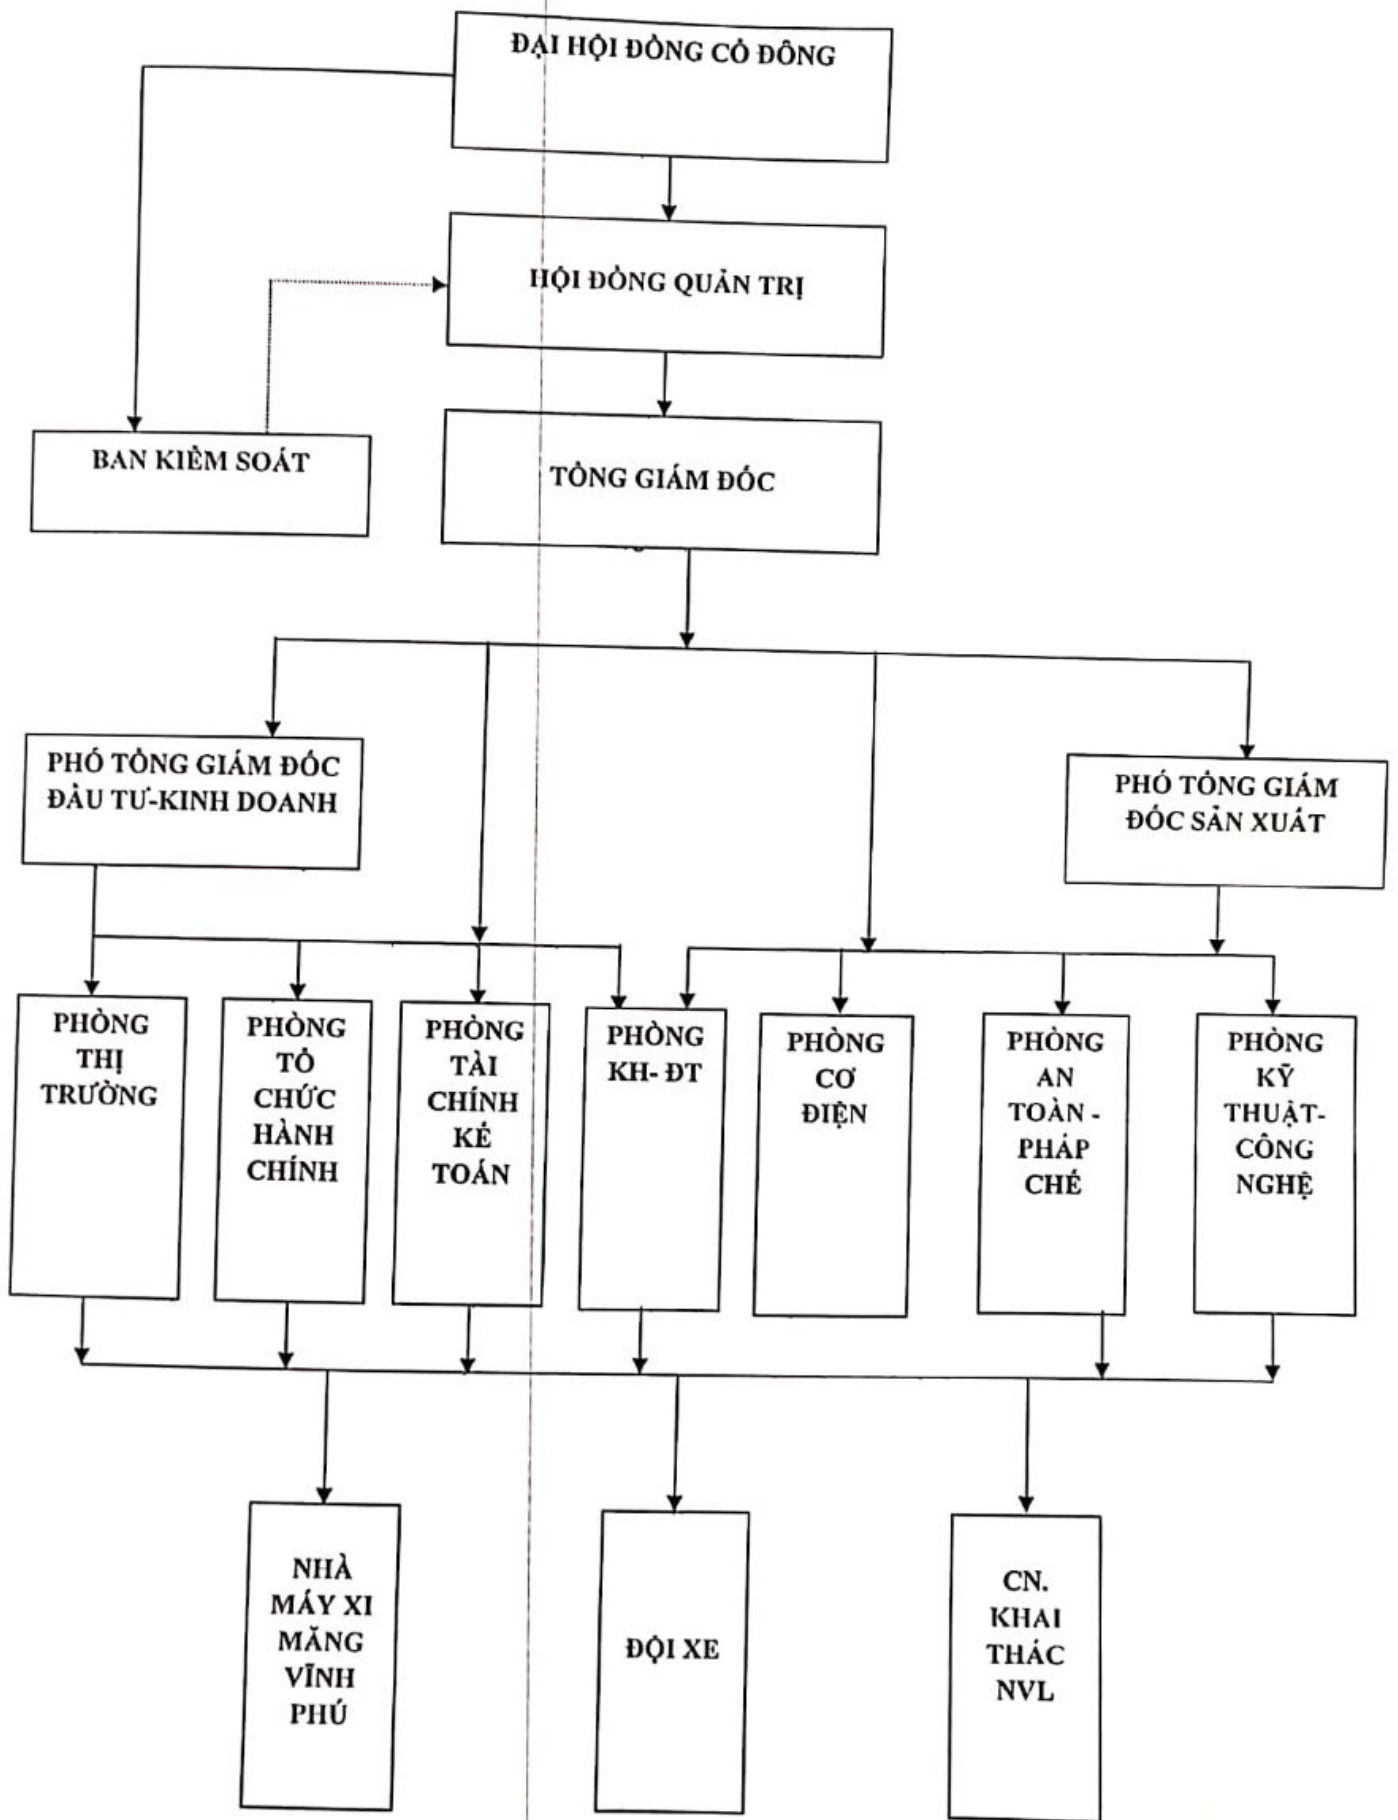 ĐẠI HỘI ĐỒNG CỔ ĐÔNG
HỘI ĐỒNG QUẢN TRỊ
BAN KIỂM SOÁT
TỔNG GIÁM ĐỐC
PHÓ TỔNG GIÁM ĐỐC
ĐẦU TƯ-KINH DOANH
PHÓ TỔNG GIÁM
ĐỐC SẢN XUẤT
PHÒNG
THỊ
TRƯỜNG
PHÒNG
TỔ
CHỨC
HÀNH
CHÍNH
PHÒNG
TÀI
CHÍNH
KẾ
TOÁN
PHÒNG
KH- ĐT
PHÒNG
CƠ
ĐIỆN
PHÒNG
AN
TOÀN -
PHÁP
CHẾ
PHÒNG
KỸ
THUẬT-
CÔNG
NGHỆ
NHÀ
MÁY XI
MĂNG
VĨNH
PHÚ
ĐỘI XE
CN.
KHAI
THÁC
NVL